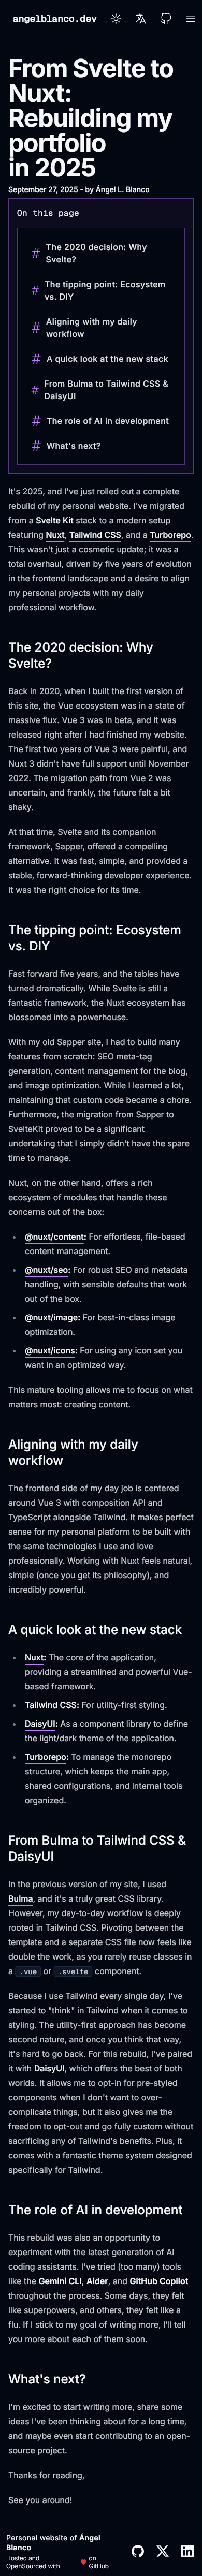 angelblanco.dev
From Svelte to
Nuxt:
Rebuilding my
portfolio
in 2025
September 27, 2025 - by Ángel L. Blanco
On this page
The 2020 decision: Why
Svelte?
The tipping point: Ecosystem
vs. DIY
Aligning with my daily
workflow
A quick look at the new stack
From Bulma to Tailwind CSS &
DaisyUI
The role of AI in development
What's next?
It's 2025, and I've just rolled out a complete
rebuild of my personal website. I've migrated
from a Svelte Kit stack to a modern setup
featuring Nuxt, Tailwind CSS, and a Turborepo.
This wasn't just a cosmetic update; it was a
total overhaul, driven by five years of evolution
in the frontend landscape and a desire to align
my personal projects with my daily
professional workflow.
The 2020 decision: Why
Svelte?
Back in 2020, when I built the first version of
this site, the Vue ecosystem was in a state of
massive flux. Vue 3 was in beta, and it was
released right after I had finished my website.
The first two years of Vue 3 were painful, and
Nuxt 3 didn't have full support until November
2022. The migration path from Vue 2 was
uncertain, and frankly, the future felt a bit
shaky.
At that time, Svelte and its companion
framework, Sapper, offered a compelling
alternative. It was fast, simple, and provided a
stable, forward-thinking developer experience.
It was the right choice for its time.
The tipping point: Ecosystem
vs. DIY
Fast forward five years, and the tables have
turned dramatically. While Svelte is still a
fantastic framework, the Nuxt ecosystem has
blossomed into a powerhouse.
With my old Sapper site, I had to build many
features from scratch: SEO meta-tag
generation, content management for the blog,
and image optimization. While I learned a lot,
maintaining that custom code became a chore.
Furthermore, the migration from Sapper to
SvelteKit proved to be a significant
undertaking that I simply didn't have the spare
time to manage.
Nuxt, on the other hand, offers a rich
ecosystem of modules that handle these
concerns out of the box:
@nuxt/content: For effortless, file-based
content management.
@nuxt/seo: For robust SEO and metadata
handling, with sensible defaults that work
out of the box.
@nuxt/image: For best-in-class image
optimization.
@nuxt/icons: For using any icon set you
want in an optimized way.
This mature tooling allows me to focus on what
matters most: creating content.
Aligning with my daily
workflow
The frontend side of my day job is centered
around Vue 3 with composition API and
TypeScript alongside Tailwind. It makes perfect
sense for my personal platform to be built with
the same technologies I use and love
professionally. Working with Nuxt feels natural,
simple (once you get its philosophy), and
incredibly powerful.
A quick look at the new stack
Nuxt: The core of the application,
providing a streamlined and powerful Vue-
based framework.
Tailwind CSS: For utility-first styling.
DaisyUI: As a component library to define
the light/dark theme of the application.
Turborepo: To manage the monorepo
structure, which keeps the main app,
shared configurations, and internal tools
organized.
From Bulma to Tailwind CSS &
DaisyUI
In the previous version of my site, I used
Bulma, and it's a truly great CSS library.
However, my day-to-day workflow is deeply
rooted in Tailwind CSS. Pivoting between the
template and a separate CSS file now feels like
double the work, as you rarely reuse classes in
a .vue or .svelte component.
Because I use Tailwind every single day, I've
started to "think" in Tailwind when it comes to
styling. The utility-first approach has become
second nature, and once you think that way,
it's hard to go back. For this rebuild, I've paired
it with DaisyUI, which offers the best of both
worlds. It allows me to opt-in for pre-styled
components when I don't want to over-
complicate things, but it also gives me the
freedom to opt-out and go fully custom without
sacrificing any of Tailwind's benefits. Plus, it
comes with a fantastic theme system designed
specifically for Tailwind.
The role of AI in development
This rebuild was also an opportunity to
experiment with the latest generation of AI
coding assistants. I've tried (too many) tools
like the Gemini CLI, Aider, and GitHub Copilot
throughout the process. Some days, they felt
like superpowers, and others, they felt like a
flu. If I stick to my goal of writing more, I'll tell
you more about each of them soon.
What's next?
I'm excited to start writing more, share some
ideas I've been thinking about for a long time,
and maybe even start contributing to an open-
source project.
Thanks for reading,
See you around!
Personal website of Ángel
Blanco
Hosted and
OpenSourced with
on
GitHub